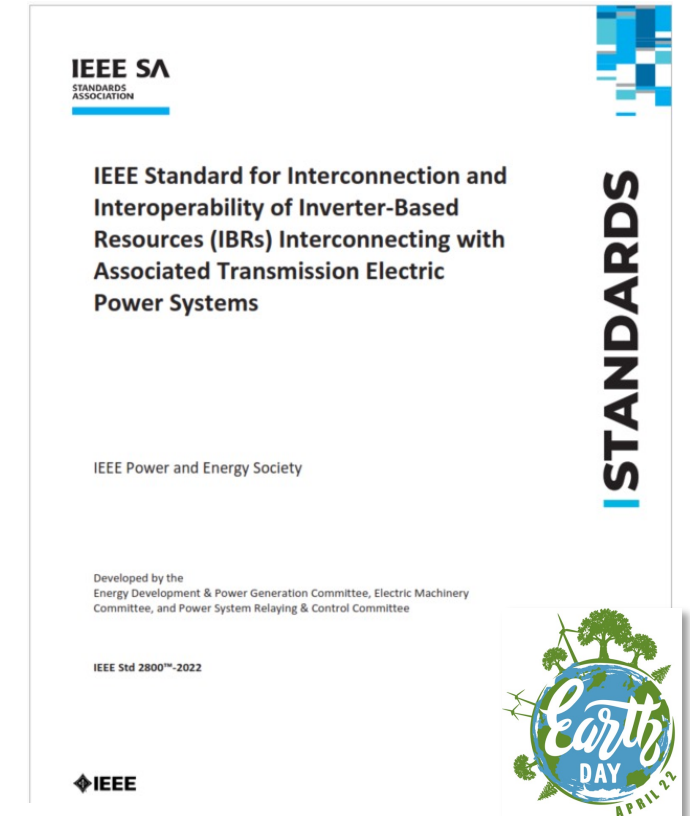 IEEE SA
STANDARDS
ASSOCIATION
IEEE Standard for Interconnection and
Interoperability of Inverter-Based
Resources (IBRs) Interconnecting with
Associated Transmission Electric
Power Systems
STANDARDS
IEEE Power and Energy Society
Developed by the
Energy Development & Power Generation Committee, Electric Machinery
Committee, and Power System Relaying & Control Committee
IEEE Std 2800™-2022
IEEE
Earth
DAY
APRIL 22